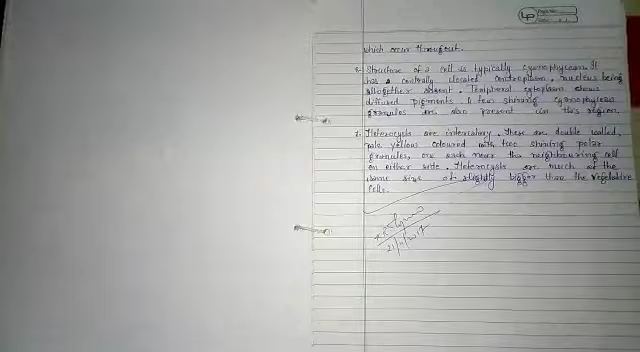 which occur throughout.
2. Structure of a cell is typically cyanophycean. It
has a centrally located centroplasm, nucleus being
altogether absent. Peripheral cytoplasm shows
diffused pigments. A few shining cyanophycean
granules are also present in this region.
Heterocysts are intercalary. These are double walled,
pale yellow coloured with two shining polar
granules, one each near the neighbouring cell
on either side. Heterocysts are much of the
same size or slightly bigger than the vegetative
cells.